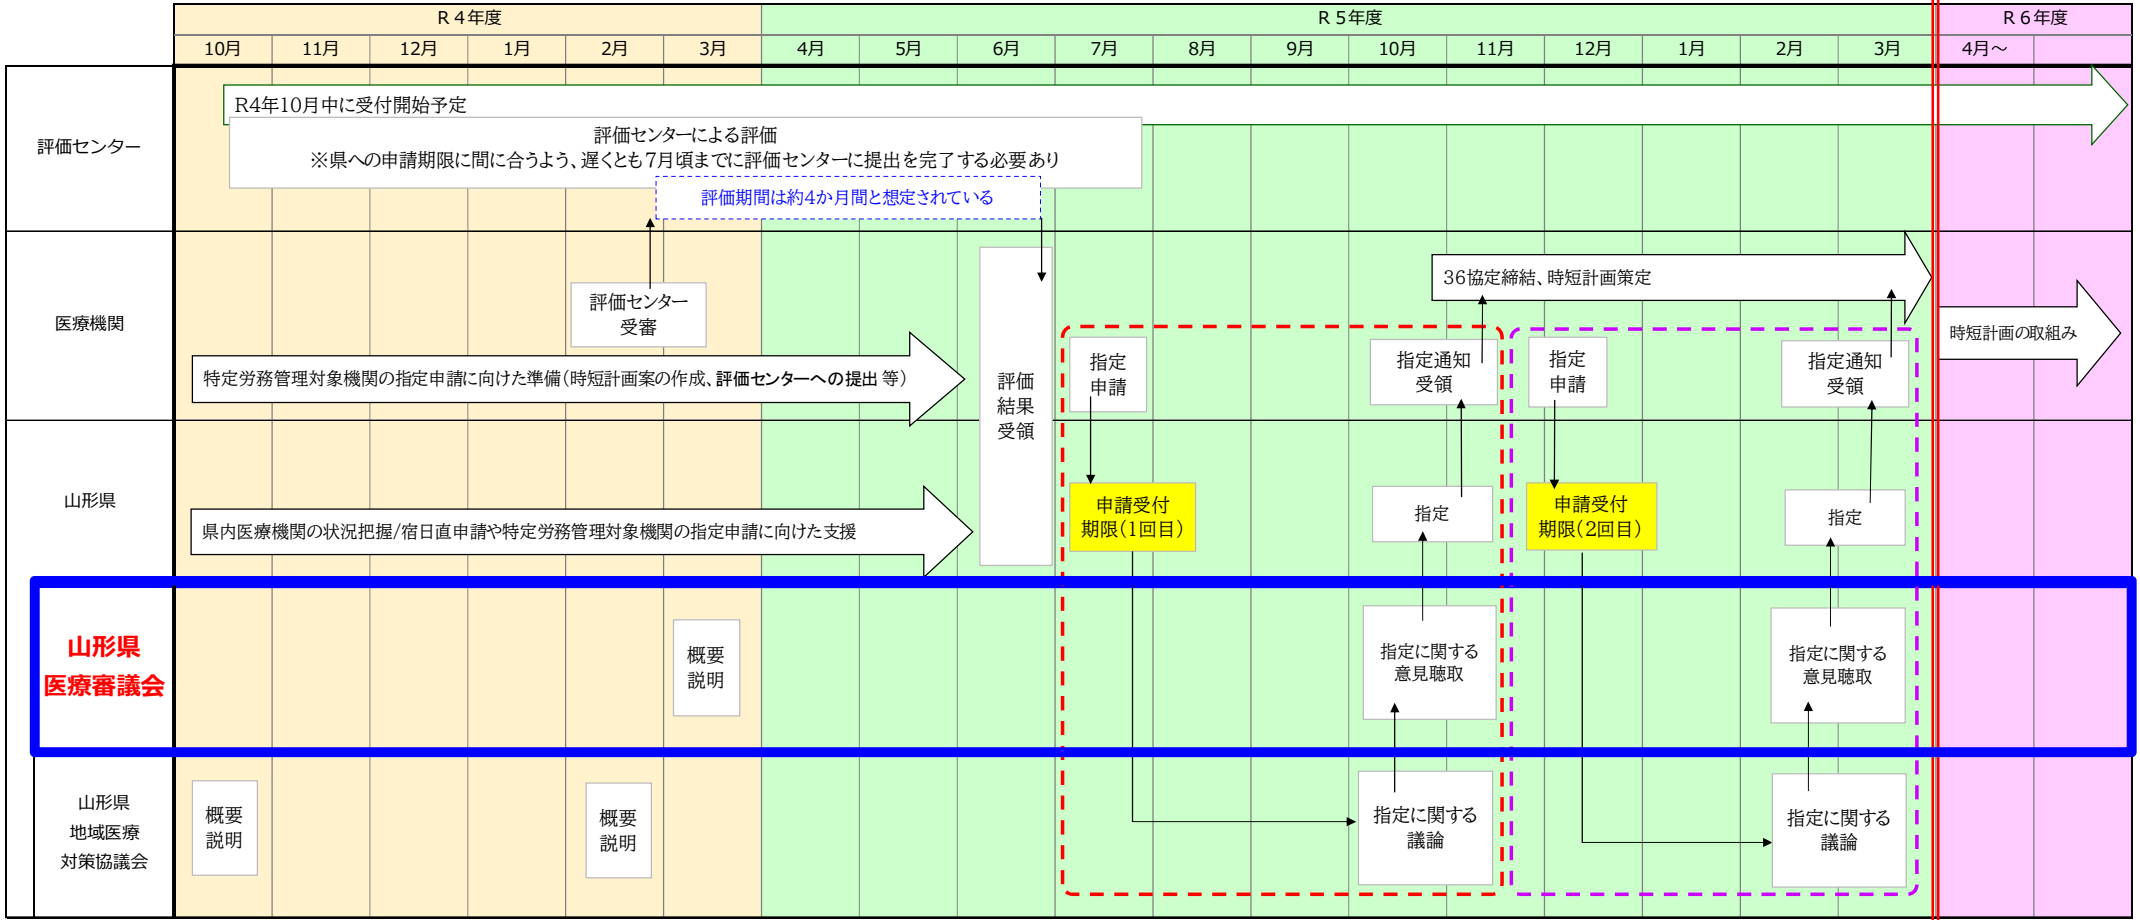 R４年度
R５年度
R６年度
10月 11月 12月 1月 2月 3月 4月 5月 6月 7月 8月 9月 10月 11月 12月 1月 2月 3月 4月～
評価センター
R4年10月中に受付開始予定
評価センターによる評価
※県への申請期限に間に合うよう、遅くとも7月頃までに評価センターに提出を完了する必要あり
評価期間は約4か月間と想定されている
医療機関
評価センター
受審
特定労務管理対象機関の指定申請に向けた準備（時短計画案の作成、評価センターへの提出 等）
評価
結果
受領
指定
申請
指定通知
受領
36協定締結、時短計画策定
指定
申請
指定通知
受領
時短計画の取組み
山形県
県内医療機関の状況把握/宿日直申請や特定労務管理対象機関の指定申請に向けた支援
申請受付
期限（1回目）
指定
申請受付
期限（2回目）
指定
山形県
医療審議会
概要
説明
指定に関する
意見聴取
指定に関する
意見聴取
山形県
地域医療
対策協議会
概要
説明
概要
説明
指定に関する
議論
指定に関する
議論